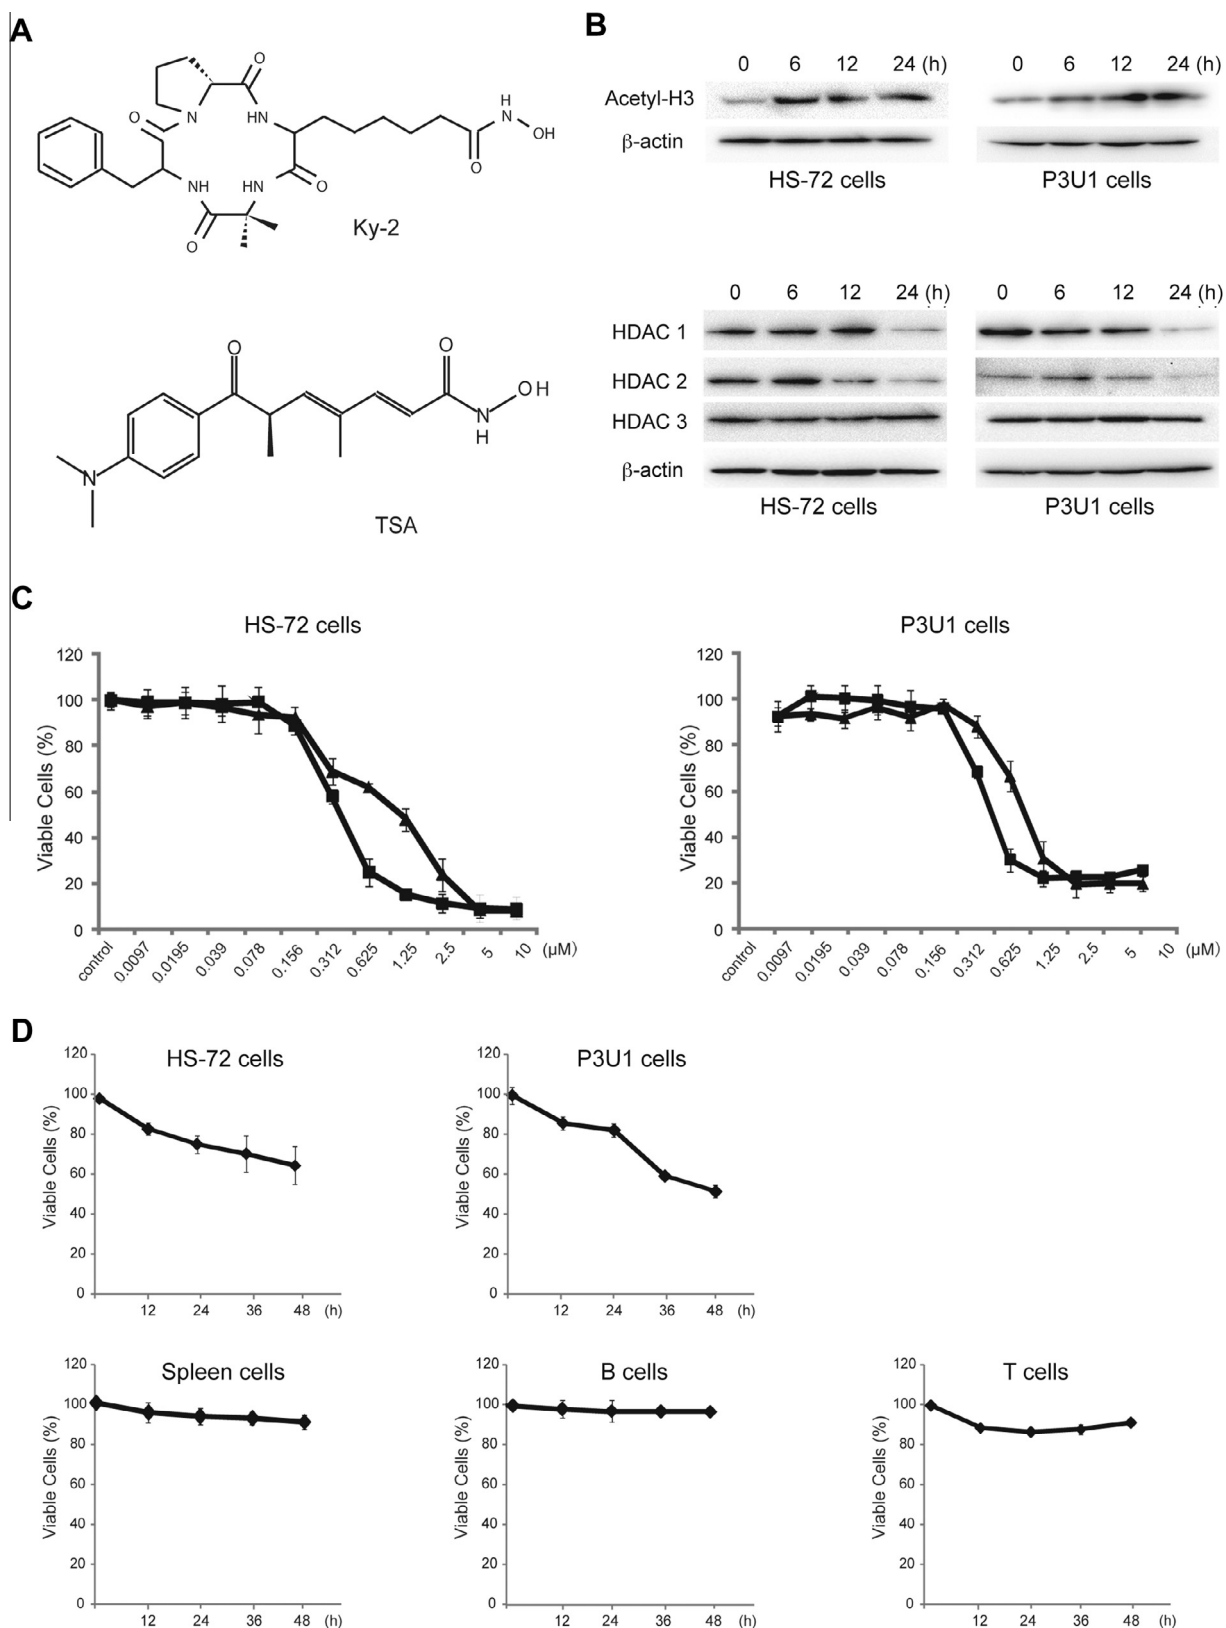 A
O
O
N
HN
H
N
OH
O
NH
HN
O
O
Ky-2
O
O
OH
N
H
N
TSA
B
0 6 12 24 (h) 0 6 12 24 (h)
Acetyl-H3
β-actin
HS-72 cells P3U1 cells
0 6 12 24 (h) 0 6 12 24 (h)
HDAC 1
HDAC 2
HDAC 3
β-actin
HS-72 cells P3U1 cells
C
HS-72 cells
Viable Cells (%)
120
100
80
60
40
20
0
control 0.0097 0.0195 0.039 0.078 0.156 0.312 0.625 1.25 2.5 5 10 (μM)
P3U1 cells
Viable Cells (%)
120
100
80
60
40
20
0
control 0.0097 0.0195 0.039 0.078 0.156 0.312 0.625 1.25 2.5 5 10 (μM)
D
HS-72 cells
Viable Cells (%)
120
100
80
60
40
20
0
12 24 36 48 (h)
P3U1 cells
Viable Cells (%)
120
100
80
60
40
20
0
12 24 36 48 (h)
Spleen cells
Viable Cells (%)
120
100
80
60
40
20
0
12 24 36 48 (h)
B cells
Viable Cells (%)
120
100
80
60
40
20
0
12 24 36 48 (h)
T cells
Viable Cells (%)
120
100
80
60
40
20
0
12 24 36 48 (h)